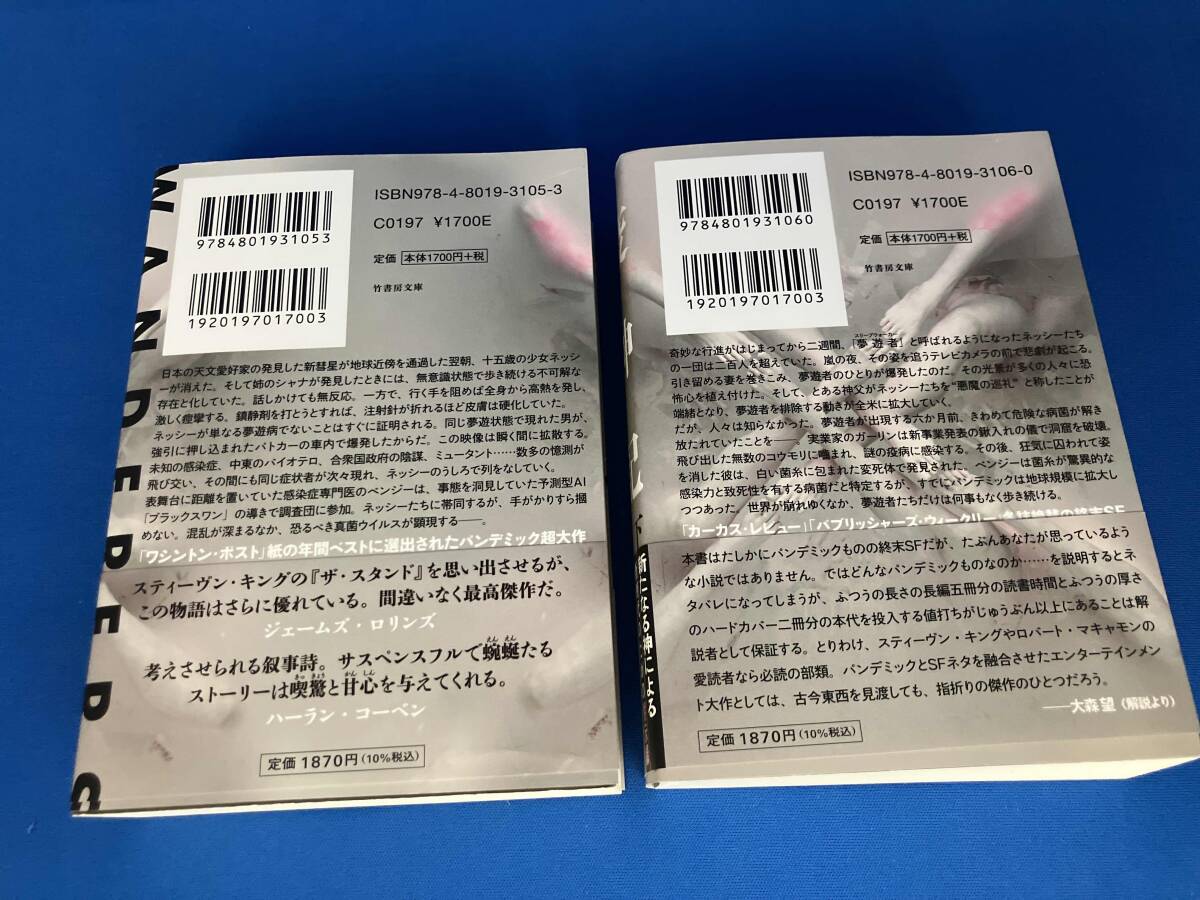 WANDERERS
9784801931053
1920197017003
ISBN978-4-8019-3105-3
C0197 ¥1700E
定価 本体1700円+税
竹書房文庫
日本の天文愛好家の発見した新彗星が地球近傍を通過した翌朝、十五歳の少女ネッシ
ーが消えた。そして姉のシャナが発見したときには、無意識状態で歩き続ける不可解な
存在と化していた。話しかけても無反応。一方で、行く手を阻めば全身から高熱を発し、
激しく痙攣する。鎮静剤を打とうとすれば、注射針が折れるほど皮膚は硬化していた。
ネッシーが単なる夢遊病でないことはすぐに証明される。同じ夢遊状態で現れた男が、
強引に押し込まれたパトカーの車内で爆発したからだ。この映像は瞬く間に拡散する。
未知の感染症、中東のバイオテロ、合衆国政府の陰謀、ミュータント……数多の憶測が
飛び交い、その間にも同じ症状者が次々現れ、ネッシーのうしろで列をなしていく。
表舞台に距離を置いていた感染症専門医のベンジーは、事態を洞見していた予測型AI
「ブラックスワン」の導きで調査団に参加。ネッシーたちに帯同するが、手がかりすら掴
めない。混乱が深まるなか、恐るべき真菌ウイルスが顕現する――。
「ワシントン・ポスト」紙の年間ベストに選出されたパンデミック超大作
スティーヴン・キングの『ザ・スタンド』を思い出させるが、
この物語はさらに優れている。間違いなく最高傑作だ。
ジェームズ・ロリンズ
考えさせられる叙事詩。サスペンスフルで蜿蜒たる
えんえん
ストーリーは喫驚と甘心を与えてくれる。
きっきょう かんしん
ハーラン・コーベン
定価 1870円(10%税込)
9784801931060
1920197017003
ISBN978-4-8019-3106-0
C0197 ¥1700E
定価 本体1700円+税
竹書房文庫
スリープウォーカー
奇妙な行進がはじまってから二週間。『夢遊者』と呼ばれるようになったネッシーたち
の一団は二百人を超えていた。嵐の夜、その姿を追うテレビカメラの前で悲劇が起こる。
引き留める妻を巻きこみ、夢遊者のひとりが爆発したのだ。その光景が多くの人々に恐
怖心を植え付けた。そして、とある神父がネッシーたちを“悪魔の巡礼”と称したことが
端緒となり、夢遊者を排除する動きが全米に拡大していく。
だが、人々は知らなかった。夢遊者が出現する六か月前、きわめて危険な病菌が解き
放たれていたことを――　実業家のガーリンは新事業発表の鍬入れの儀で洞窟を破壊。
飛び出した無数のコウモリに噛まれ、謎の疫病に感染する。その後、狂気に囚われて姿
を消した彼は、白い菌糸に包まれた変死体で発見された。ベンジーは菌糸が驚異的な
感染力と致死性を有する病菌だと特定するが、すでにパンデミックは地球規模に拡大し
つつあった。世界が崩れゆくなか、夢遊者たちだけは何事もなく歩き続ける。
「カーカス・レビュー」「パブリッシャーズ・ウィークリー」各誌絶賛の終末SF
本書はたしかにパンデミックものの終末SFだが、たぶんあなたが思っているよう
な小説ではありません。ではどんなパンデミックものなのか……を説明するとネ
タバレになってしまうが、ふつうの長さの長編五冊分の読書時間とふつうの厚さ
のハードカバー二冊分の本代を投入する値打ちがじゅうぶん以上にあることは解
説者として保証する。とりわけ、スティーヴン・キングやロバート・マキャモンの
愛読者なら必読の部類。パンデミックとSFネタを融合させたエンターテインメン
ト大作としては、古今東西を見渡しても、指折りの傑作のひとつだろう。
――大森望(解説より)
定価 1870円(10%税込)
新になる神による